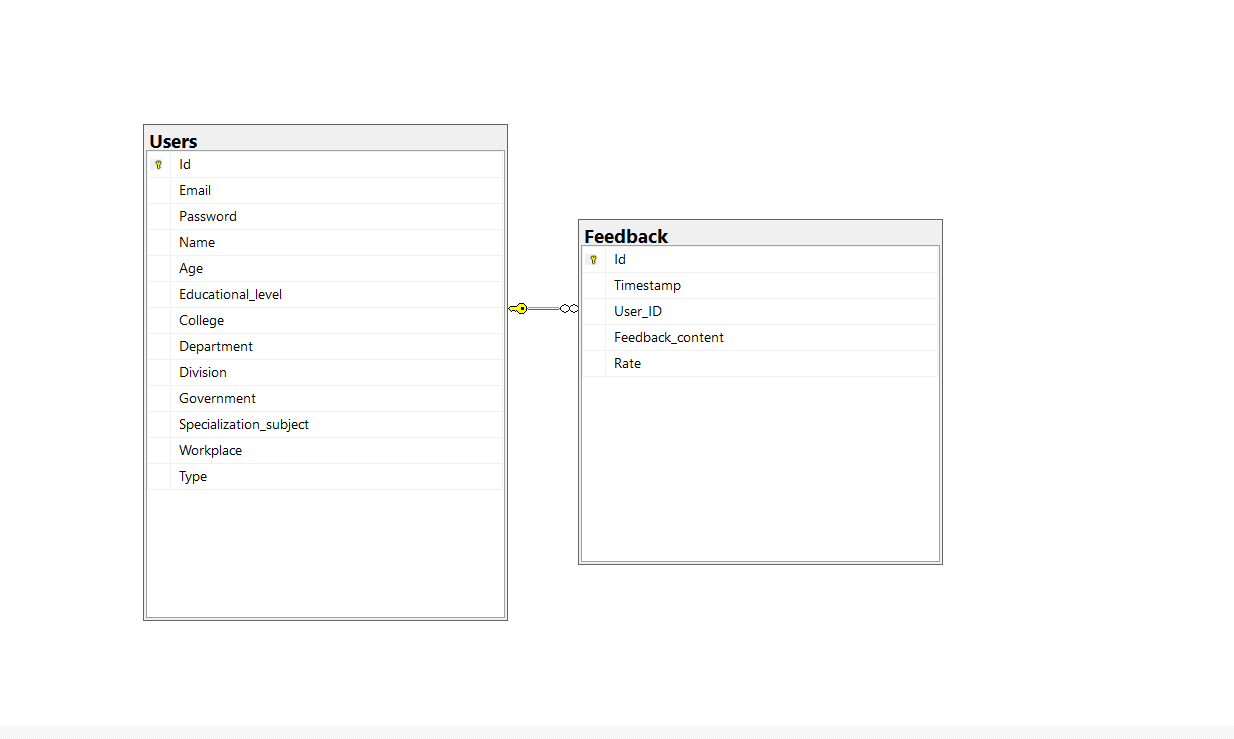 Users
Id
Email
Password
Name
Age
Educational_level
College
Department
Division
Government
Specialization_subject
Workplace
Type
Feedback
Id
Timestamp
User_ID
Feedback_content
Rate